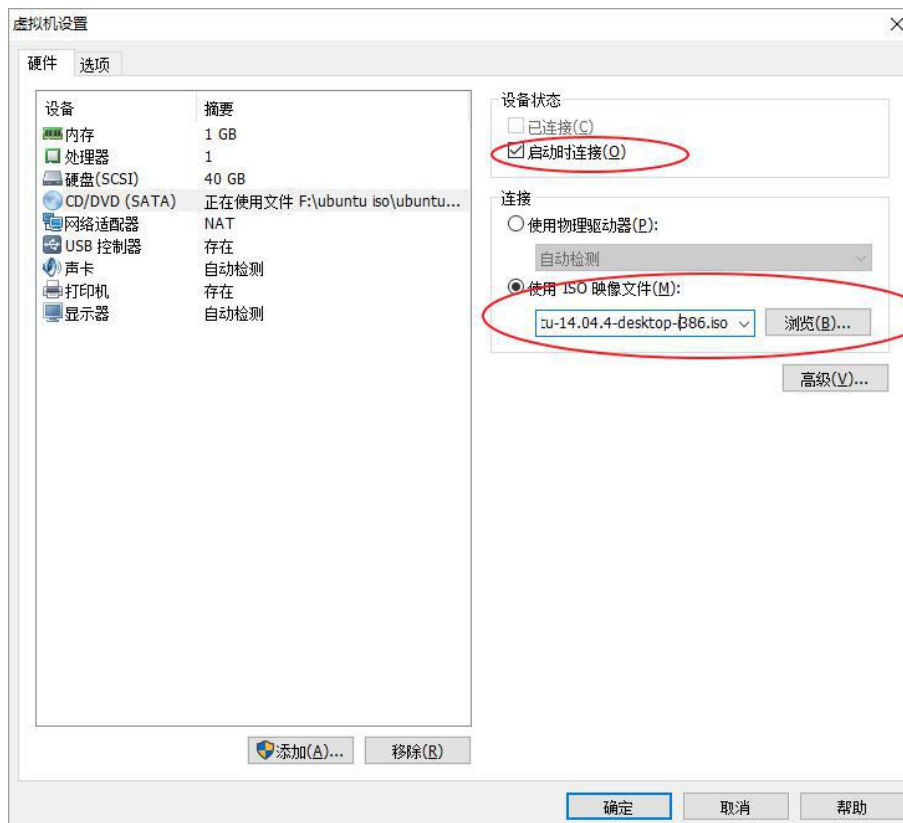 虚拟机设置
硬件 选项
设备 摘要
内存 1 GB
处理器 1
硬盘(SCSI) 40 GB
CD/DVD (SATA) 正在使用文件 F:\ubuntu iso\ubuntu...
网络适配器 NAT
USB 控制器 存在
声卡 自动检测
打印机 存在
显示器 自动检测
添加(A)... 移除(R)
设备状态
已连接(C)
启动时连接(O)
连接
使用物理驱动器(P):
自动检测
使用 ISO 映像文件(M):
tu-14.04.4-desktop-i386.iso 浏览(B)...
高级(V)...
确定 取消 帮助